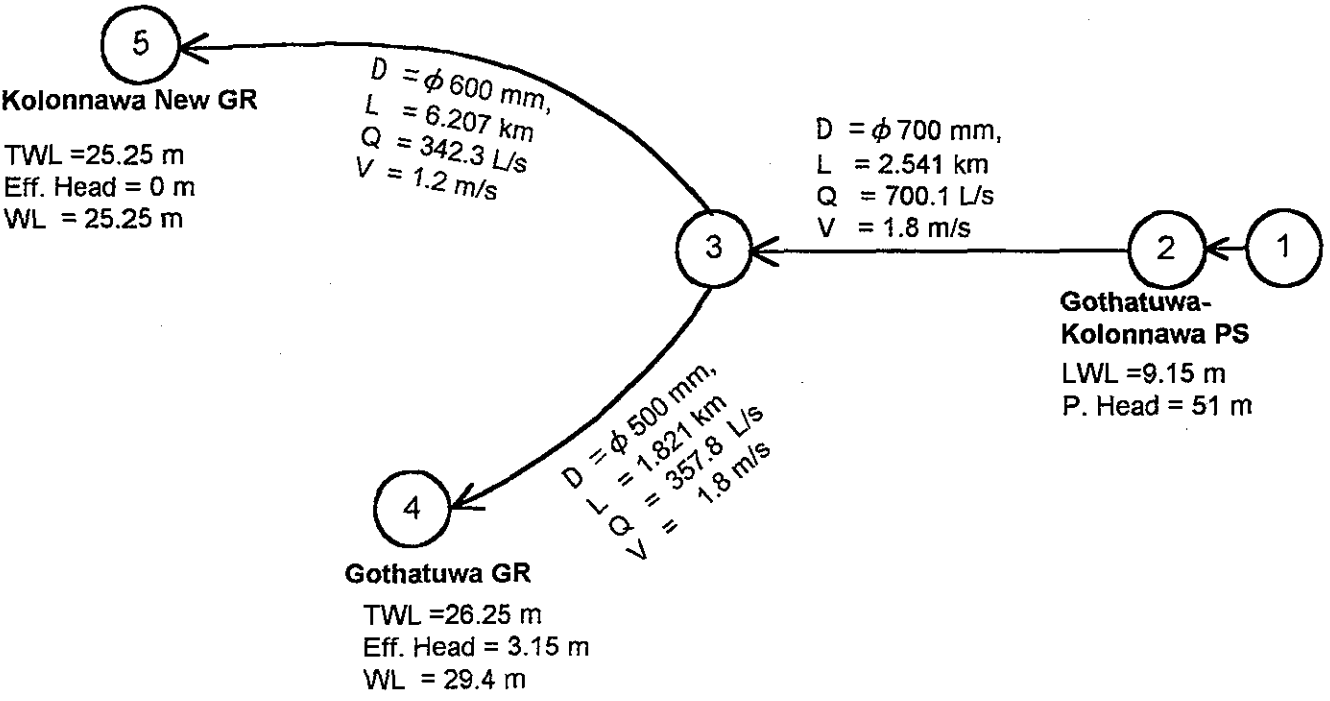 5
Kolonnawa New GR
TWL =25.25 m
Eff. Head = 0 m
WL = 25.25 m
D = ϕ 600 mm,
L = 6.207 km
Q = 342.3 L/s
V = 1.2 m/s
D = ϕ 700 mm,
L = 2.541 km
Q = 700.1 L/s
V = 1.8 m/s
3
2
1
Gothatuwa-
Kolonnawa PS
LWL =9.15 m
P. Head = 51 m
D = ϕ 500 mm,
L = 1.821 km
Q = 357.8 L/s
V = 1.8 m/s
4
Gothatuwa GR
TWL =26.25 m
Eff. Head = 3.15 m
WL = 29.4 m